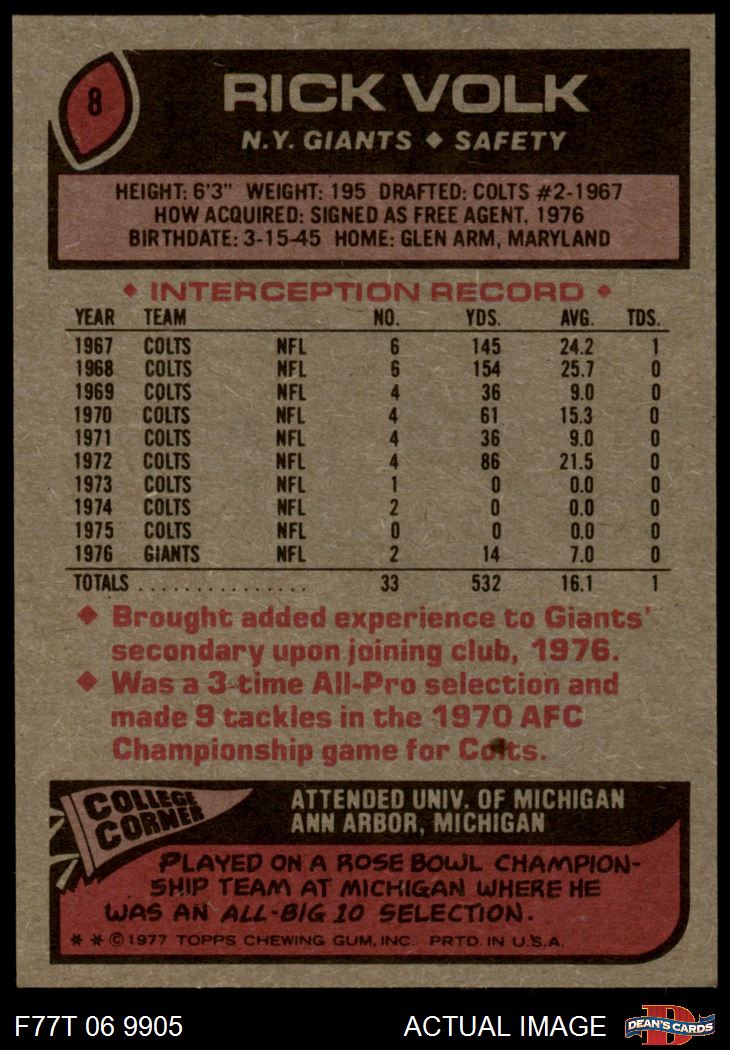 8
RICK VOLK
N.Y. GIANTS ◆ SAFETY
HEIGHT: 6'3" WEIGHT: 195 DRAFTED: COLTS #2-1967
HOW ACQUIRED: SIGNED AS FREE AGENT, 1976
BIRTHDATE: 3-15-45 HOME: GLEN ARM, MARYLAND
◆ INTERCEPTION RECORD ◆
YEAR TEAM NO. YDS. AVG. TDS.
1967 COLTS NFL 6 145 24.2 1
1968 COLTS NFL 6 154 25.7 0
1969 COLTS NFL 4 36 9.0 0
1970 COLTS NFL 4 61 15.3 0
1971 COLTS NFL 4 36 9.0 0
1972 COLTS NFL 4 86 21.5 0
1973 COLTS NFL 1 0 0.0 0
1974 COLTS NFL 2 0 0.0 0
1975 COLTS NFL 0 0 0.0 0
1976 GIANTS NFL 2 14 7.0 0
TOTALS ................ 33 532 16.1 1
◆ Brought added experience to Giants'
secondary upon joining club, 1976.
◆ Was a 3-time All-Pro selection and
made 9 tackles in the 1970 AFC
Championship game for Colts.
COLLEGE
CORNER
ATTENDED UNIV. OF MICHIGAN
ANN ARBOR, MICHIGAN
PLAYED ON A ROSE BOWL CHAMPION-
SHIP TEAM AT MICHIGAN WHERE HE
WAS AN ALL-BIG 10 SELECTION.
* * © 1977 TOPPS CHEWING GUM, INC. PRTD. IN U.S.A.
F77T 06 9905 ACTUAL IMAGE
D
DEAN'S CARDS